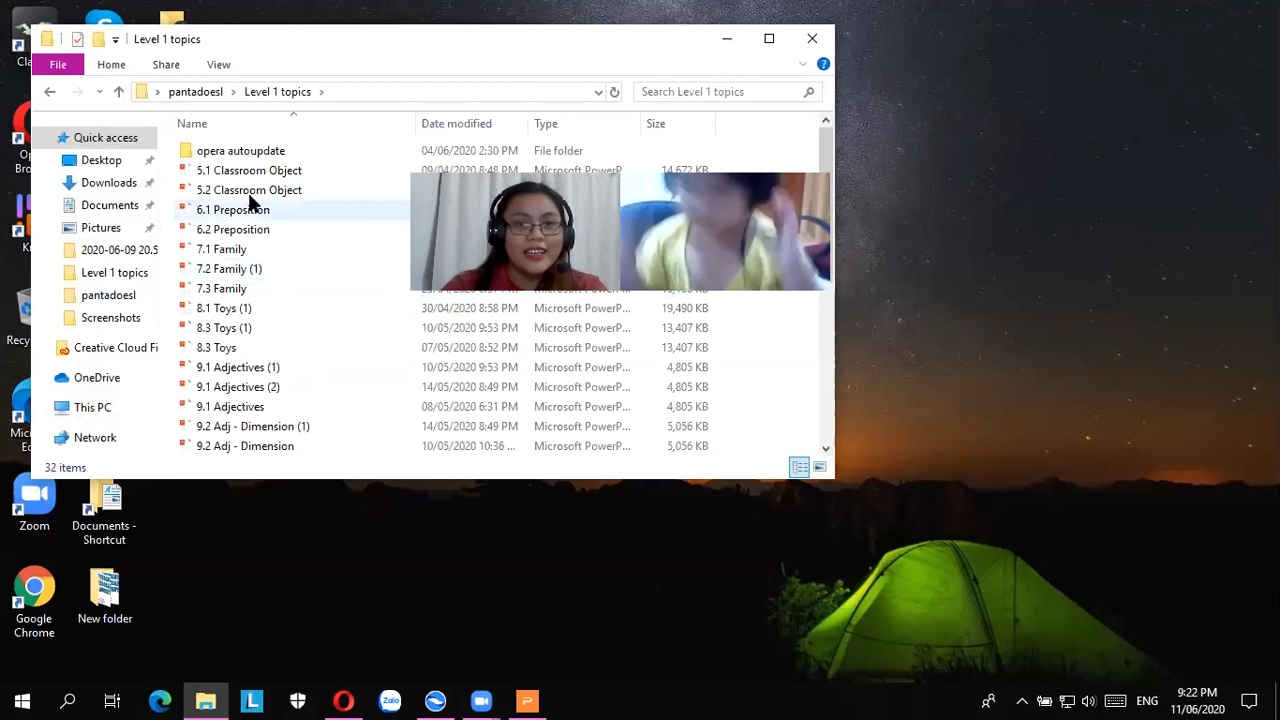 Level 1 topics
File Home Share View
pantadoesl Level 1 topics Search Level 1 topics
Name Date modified Type Size
Quick access
Desktop
Downloads
Documents
Pictures
2020-06-09 20.5
Level 1 topics
pantadoesl
Screenshots
Creative Cloud Fi
OneDrive
This PC
Network
opera autoupdate 04/06/2020 2:30 PM File folder
5.1 Classroom Object
5.2 Classroom Object
6.1 Preposition
6.2 Preposition
7.1 Family
7.2 Family (1)
7.3 Family
8.1 Toys (1) 30/04/2020 8:58 PM Microsoft PowerP... 19,490 KB
8.3 Toys (1) 10/05/2020 9:53 PM Microsoft PowerP... 13,407 KB
8.3 Toys 07/05/2020 8:52 PM Microsoft PowerP... 13,407 KB
9.1 Adjectives (1) 10/05/2020 9:53 PM Microsoft PowerP... 4,805 KB
9.1 Adjectives (2) 14/05/2020 8:49 PM Microsoft PowerP... 4,805 KB
9.1 Adjectives 08/05/2020 6:31 PM Microsoft PowerP... 4,805 KB
9.2 Adj - Dimension (1) 14/05/2020 8:49 PM Microsoft PowerP... 5,056 KB
9.2 Adj - Dimension 10/05/2020 10:36 ... Microsoft PowerP... 5,056 KB
32 items
Zoom
Documents - Shortcut
Google Chrome
New folder
Zalo
ENG
9:22 PM
11/06/2020